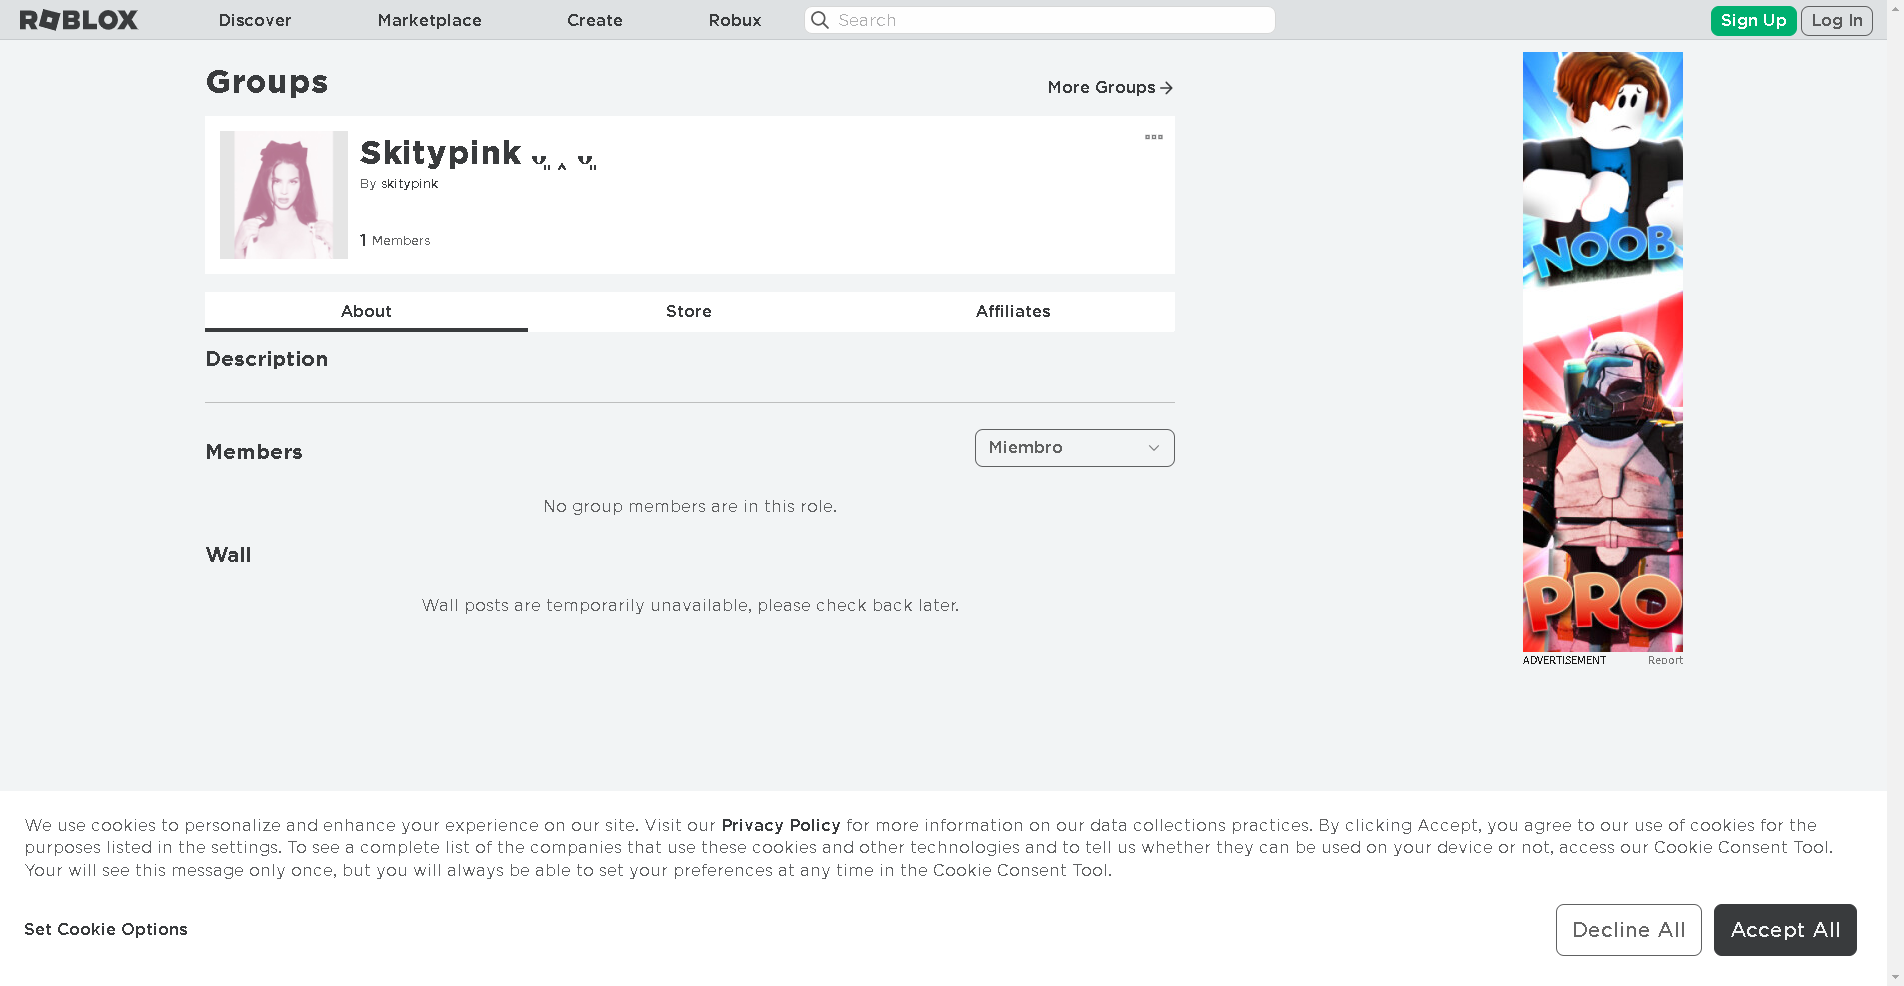 ROBLOX Discover Marketplace Create Robux Search Sign Up Log In
Groups
More Groups
Skitypink
By skitypink
1 Members
About Store Affiliates
Description
Members
Miembro
No group members are in this role.
Wall
Wall posts are temporarily unavailable, please check back later.
NOOB
PRO
ADVERTISEMENT Report
We use cookies to personalize and enhance your experience on our site. Visit our Privacy Policy for more information on our data collections practices. By clicking Accept, you agree to our use of cookies for the
purposes listed in the settings. To see a complete list of the companies that use these cookies and other technologies and to tell us whether they can be used on your device or not, access our Cookie Consent Tool.
Your will see this message only once, but you will always be able to set your preferences at any time in the Cookie Consent Tool.
Set Cookie Options
Decline All
Accept All